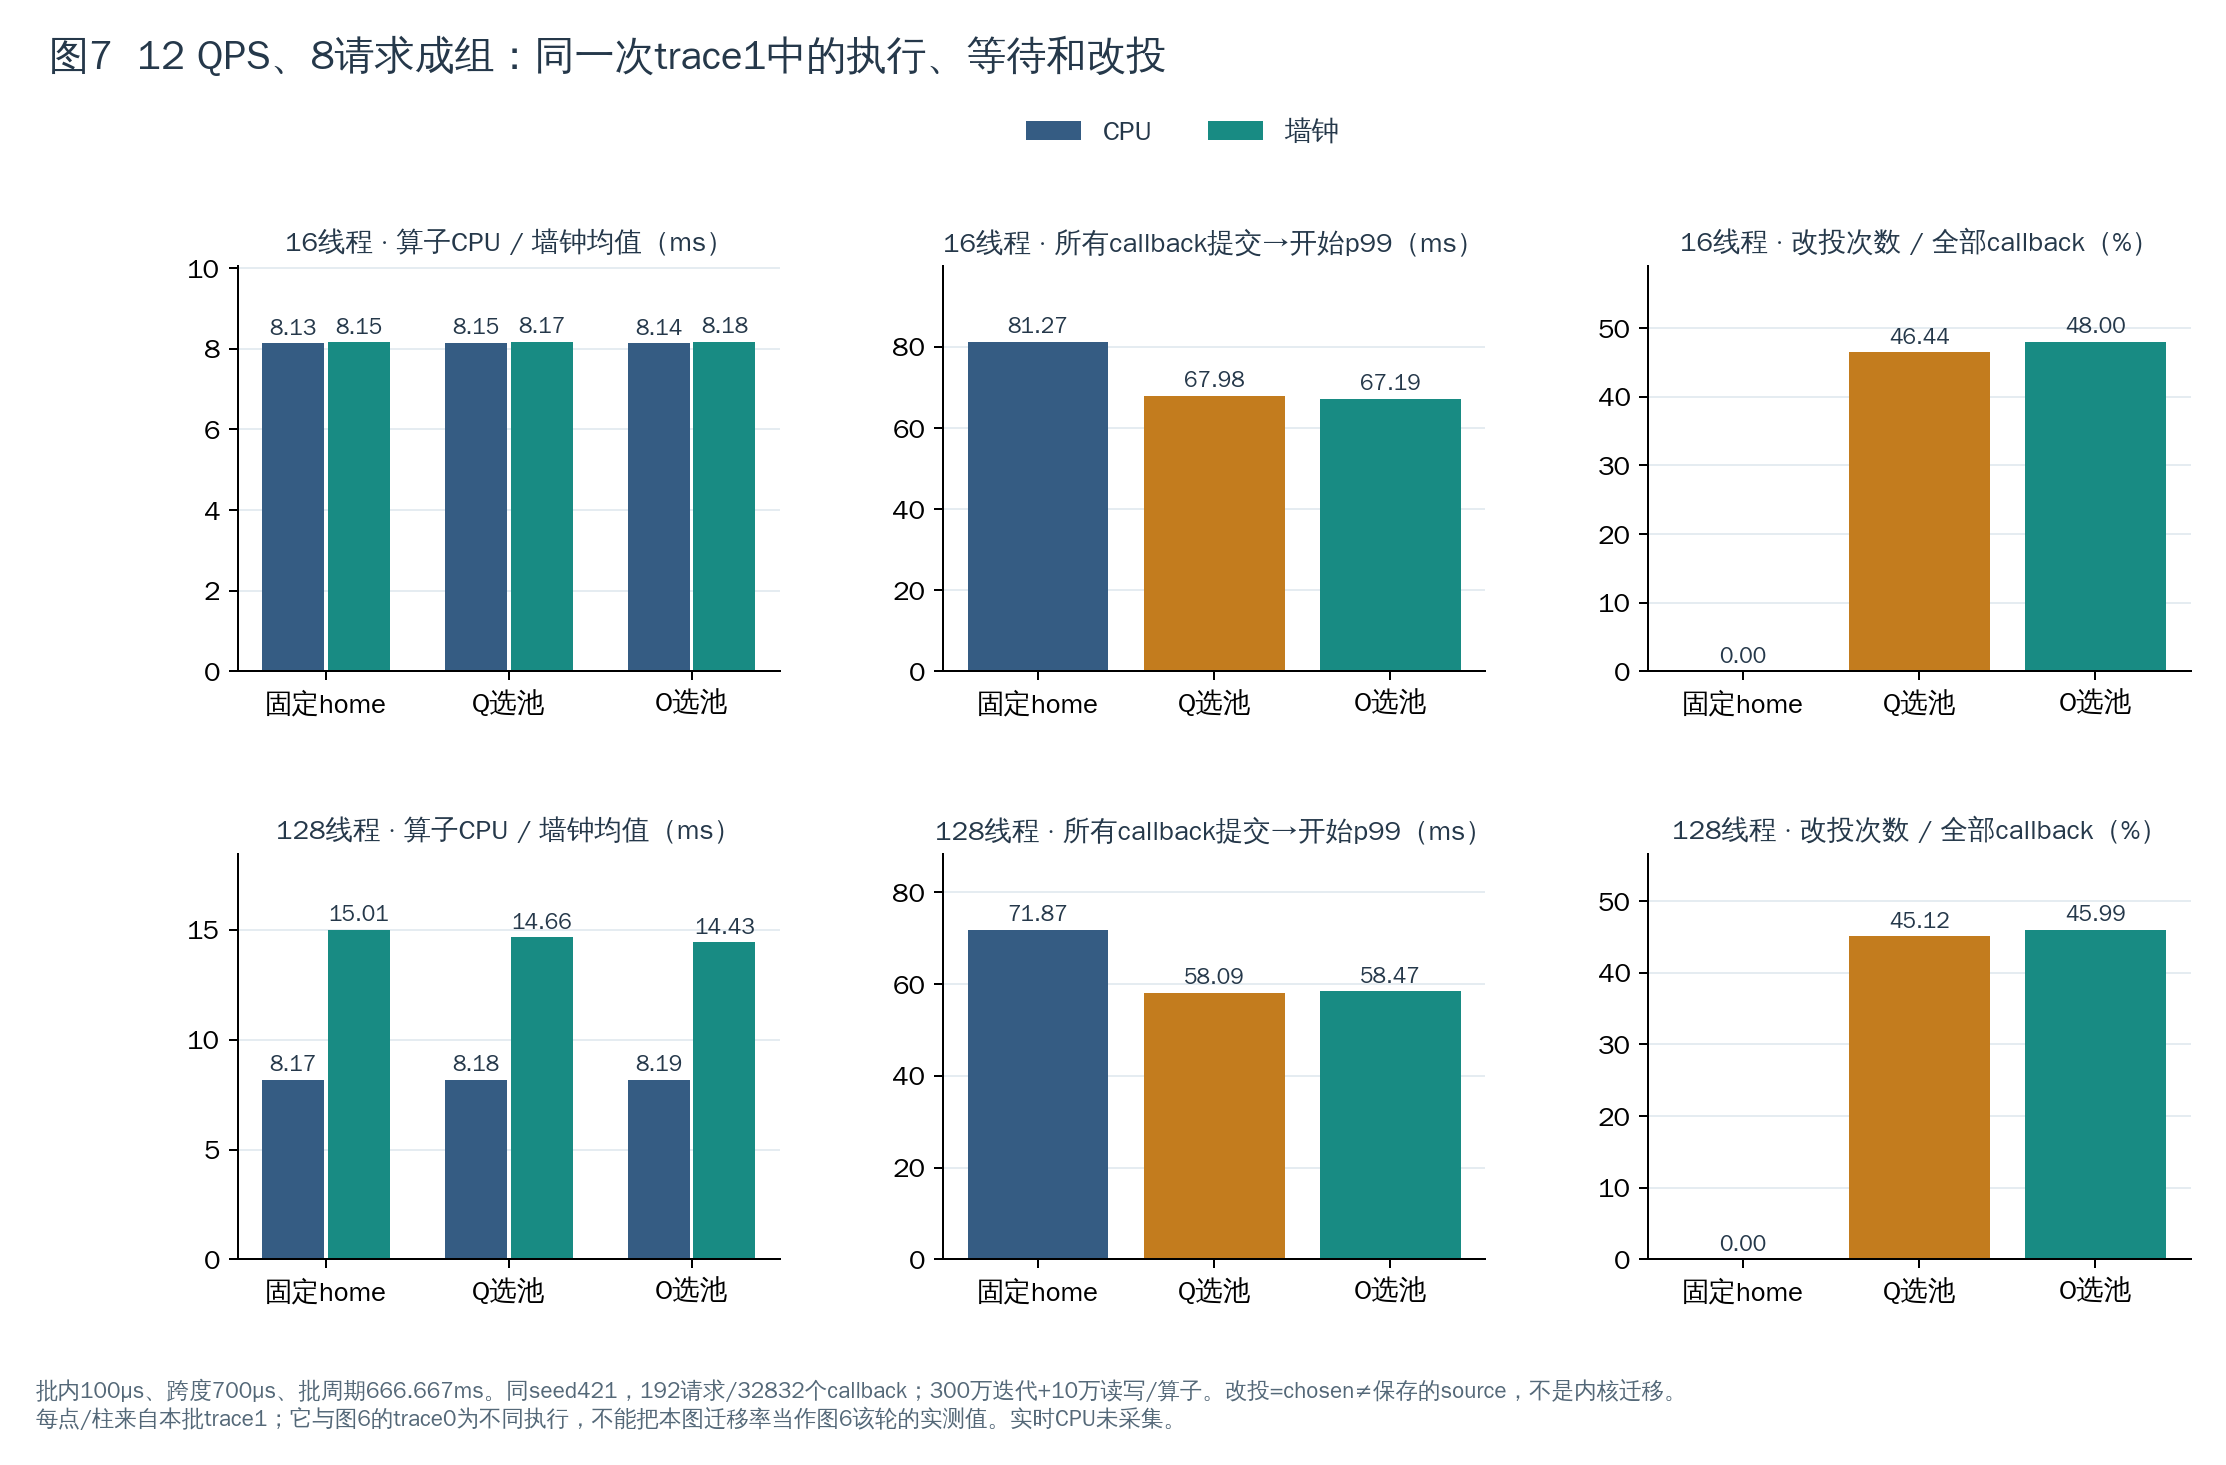 图7  12 QPS、8请求成组：同一次trace1中的执行、等待和改投
CPU
墙钟
16线程 · 算子CPU / 墙钟均值（ms）
10
8
6
4
2
0
8.13
8.15
8.15
8.17
8.14
8.18
固定home
Q选池
O选池
16线程 · 所有callback提交→开始p99（ms）
80
60
40
20
0
81.27
67.98
67.19
固定home
Q选池
O选池
16线程 · 改投次数 / 全部callback（%）
50
40
30
20
10
0
0.00
46.44
48.00
固定home
Q选池
O选池
128线程 · 算子CPU / 墙钟均值（ms）
15
10
5
0
8.17
15.01
8.18
14.66
8.19
14.43
固定home
Q选池
O选池
128线程 · 所有callback提交→开始p99（ms）
80
60
40
20
0
71.87
58.09
58.47
固定home
Q选池
O选池
128线程 · 改投次数 / 全部callback（%）
50
40
30
20
10
0
0.00
45.12
45.99
固定home
Q选池
O选池
批内100μs、跨度700μs、批周期666.667ms。同seed421，192请求/32832个callback；300万迭代+10万读写/算子。改投=chosen≠保存的source，不是内核迁移。
每点/柱来自本批trace1；它与图6的trace0为不同执行，不能把本图迁移率当作图6该轮的实测值。实时CPU未采集。